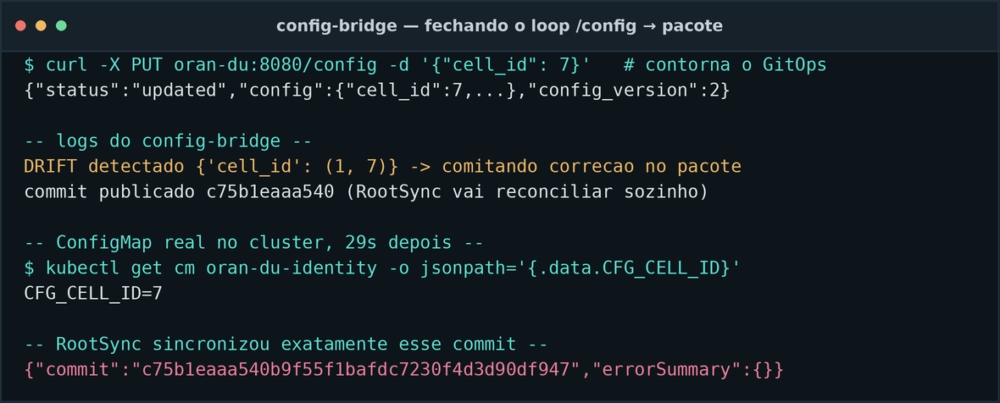 config-bridge — fechando o loop /config → pacote
$ curl -X PUT oran-du:8080/config -d '{"cell_id": 7}'   # contorna o GitOps
{"status":"updated","config":{"cell_id":7,...},"config_version":2}
-- logs do config-bridge --
DRIFT detectado {'cell_id': (1, 7)} -> comitando correcao no pacote
commit publicado c75b1eaaa540 (RootSync vai reconciliar sozinho)
-- ConfigMap real no cluster, 29s depois --
$ kubectl get cm oran-du-identity -o jsonpath='{.data.CFG_CELL_ID}'
CFG_CELL_ID=7
-- RootSync sincronizou exatamente esse commit --
{"commit":"c75b1eaaa540b9f55f1bafdc7230f4d3d90df947","errorSummary":{}}